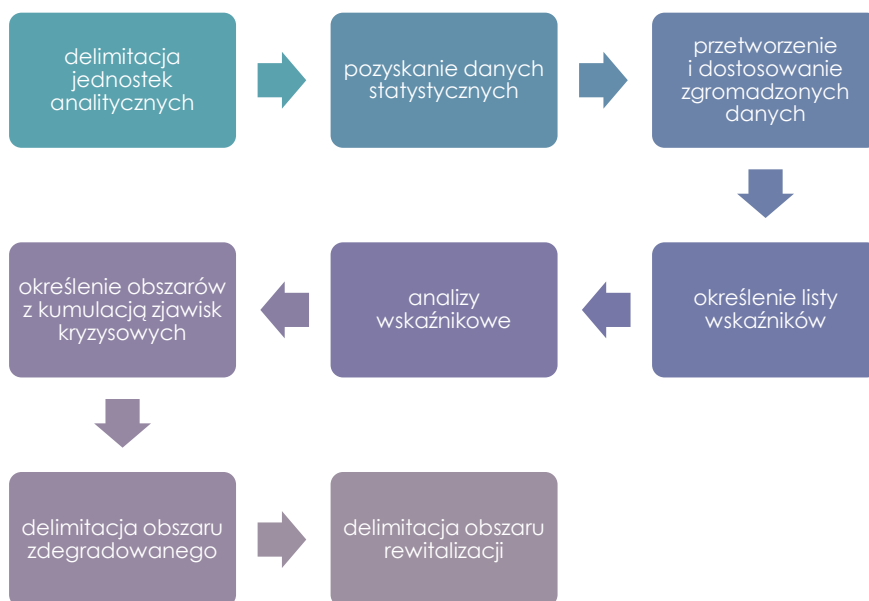 delimitacja
jednostek
analitycznych
pozyskanie danych
statystycznych
przetworzenie
i dostosowanie
zgromadzonych
danych
określenie listy
wskaźników
analizy
wskaźnikowe
określenie obszarów
z kumulacją zjawisk
kryzysowych
delimitacja obszaru
zdegradowanego
delimitacja obszaru
rewitalizacji